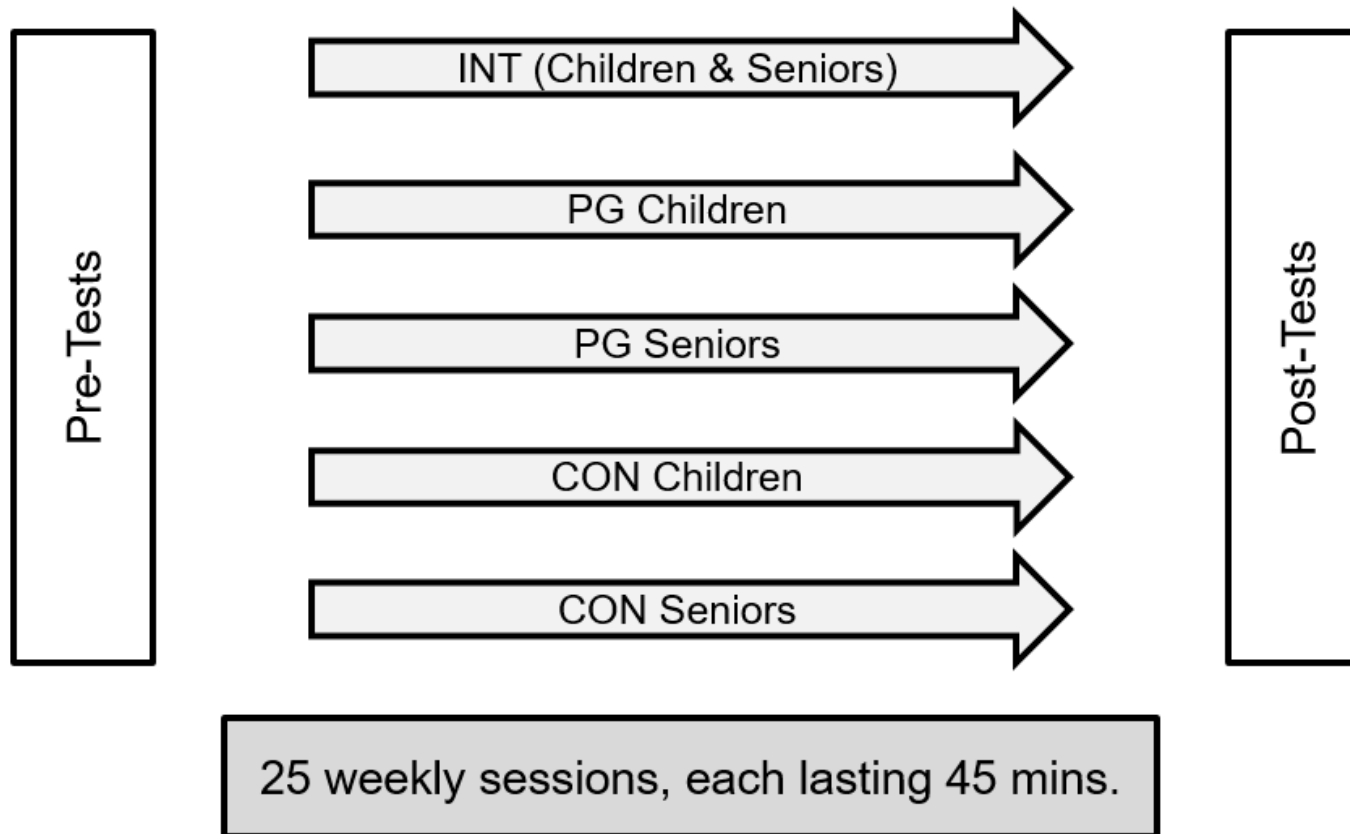 Pre-Tests
INT (Children & Seniors)
PG Children
PG Seniors
CON Children
CON Seniors
Post-Tests
25 weekly sessions, each lasting 45 mins.